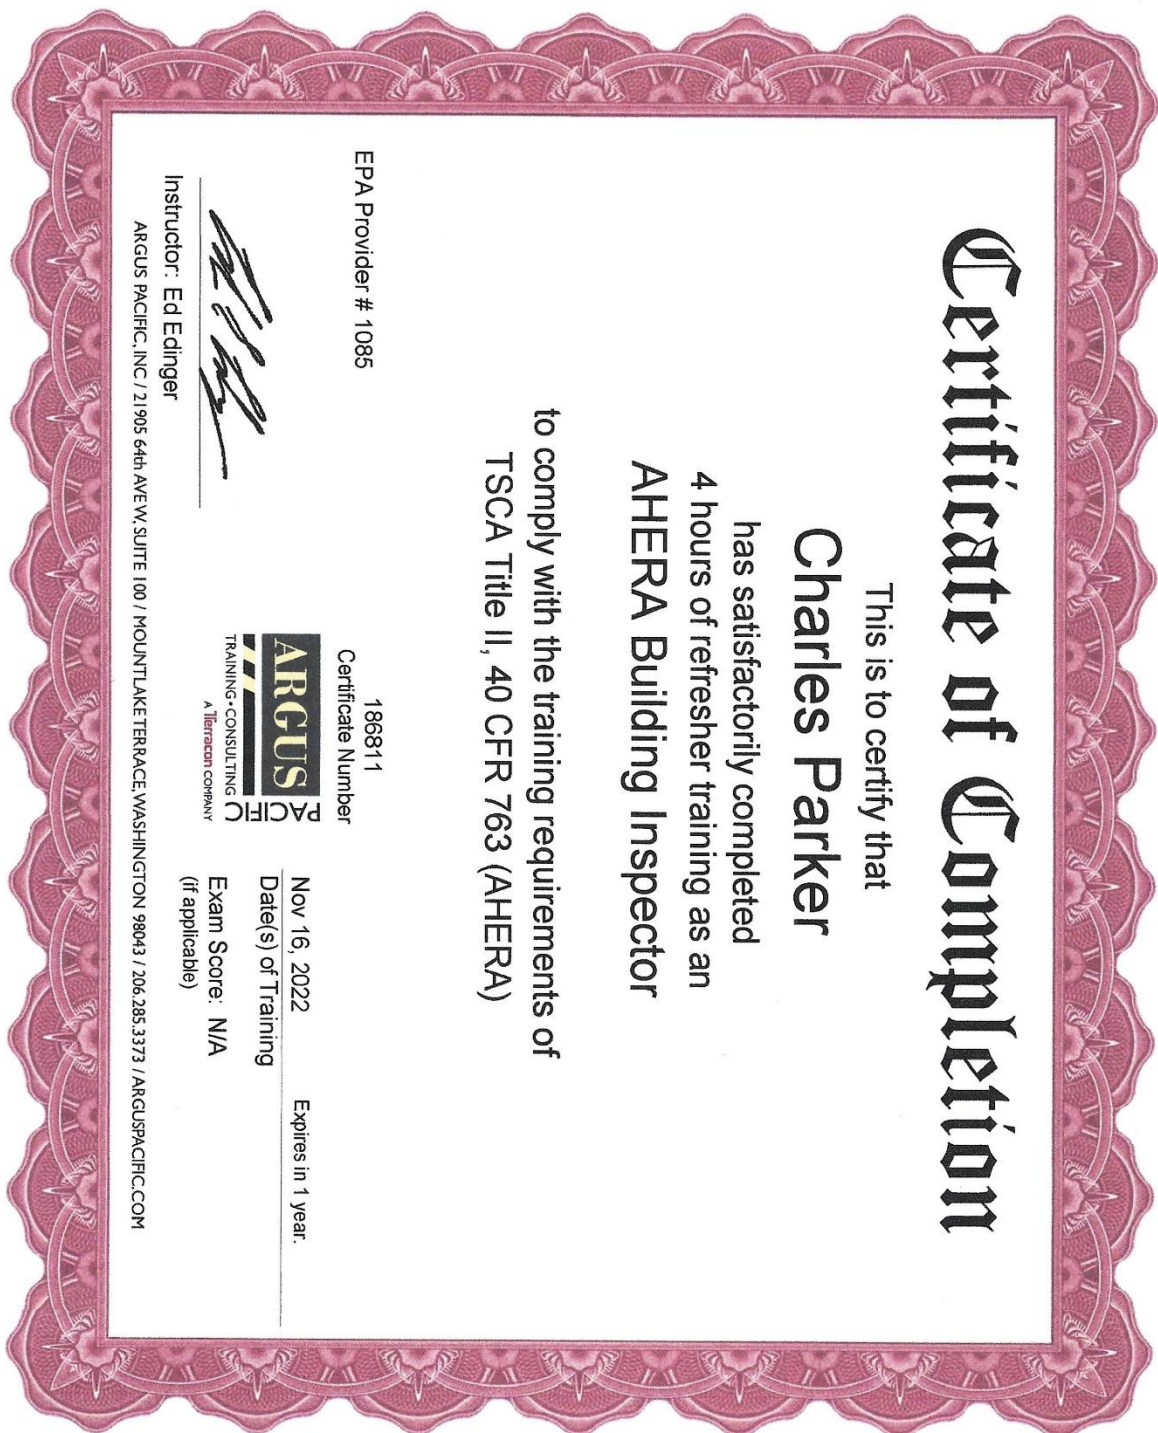 Certificate of Completion
This is to certify that
Charles Parker
has satisfactorily completed
4 hours of refresher training as an
AHERA Building Inspector
to comply with the training requirements of
TSCA Title II, 40 CFR 763 (AHERA)
EPA Provider # 1085
186811
Certificate Number
ARGUS
PACIFIC
TRAINING • CONSULTING
A Terracon COMPANY
Nov 16, 2022
Expires in 1 year.
Date(s) of Training
Exam Score: N/A
(if applicable)
Instructor: Ed Edinger
ARGUS PACIFIC, INC / 21905 64th AVE W, SUITE 100 / MOUNTLAKE TERRACE, WASHINGTON 98043 / 206.285.3373 / ARGUSPACIFIC.COM